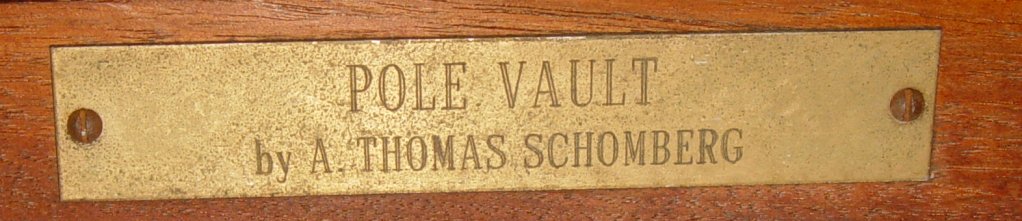 POLE VAULT
by A. THOMAS SCHOMBERG